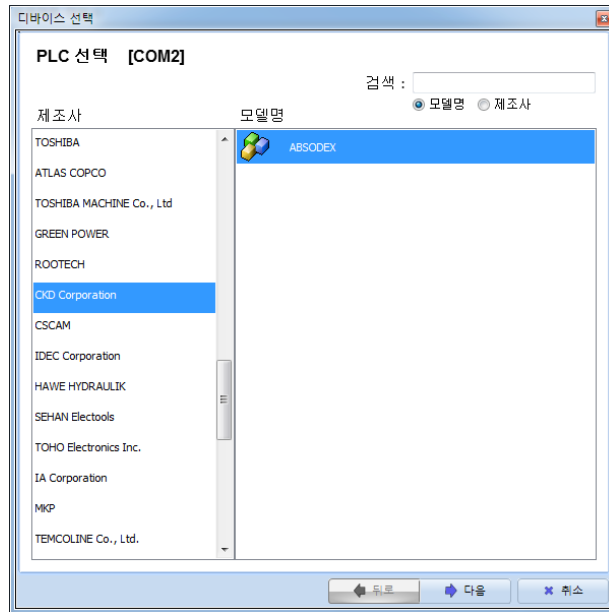 디바이스 선택
PLC 선택 [COM2]
검색 :
모델명 제조사
제조사 모델명
TOSHIBA
ABSODEX
ATLAS COPCO
TOSHIBA MACHINE Co., Ltd
GREEN POWER
ROOTECH
CKD Corporation
CSCAM
IDEC Corporation
HAWE HYDRAULIK
SEHAN Electools
TOHO Electronics Inc.
IA Corporation
MKP
TEMCOLINE Co., Ltd.
뒤로 다음 취소